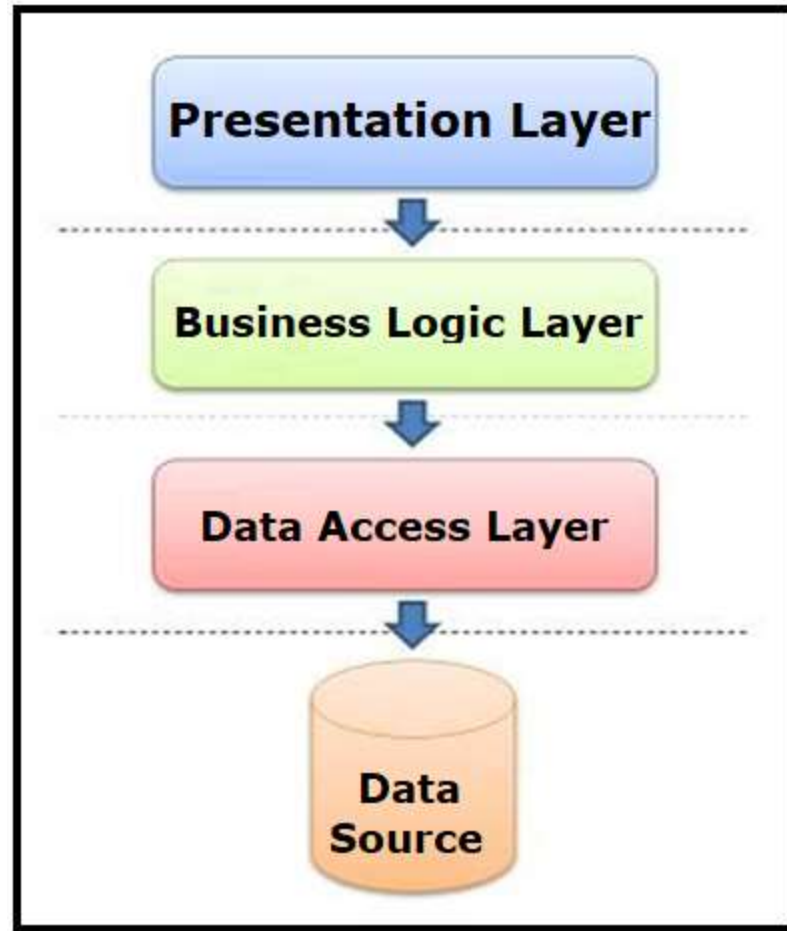 Presentation Layer
Business Logic Layer
Data Access Layer
Data
Source